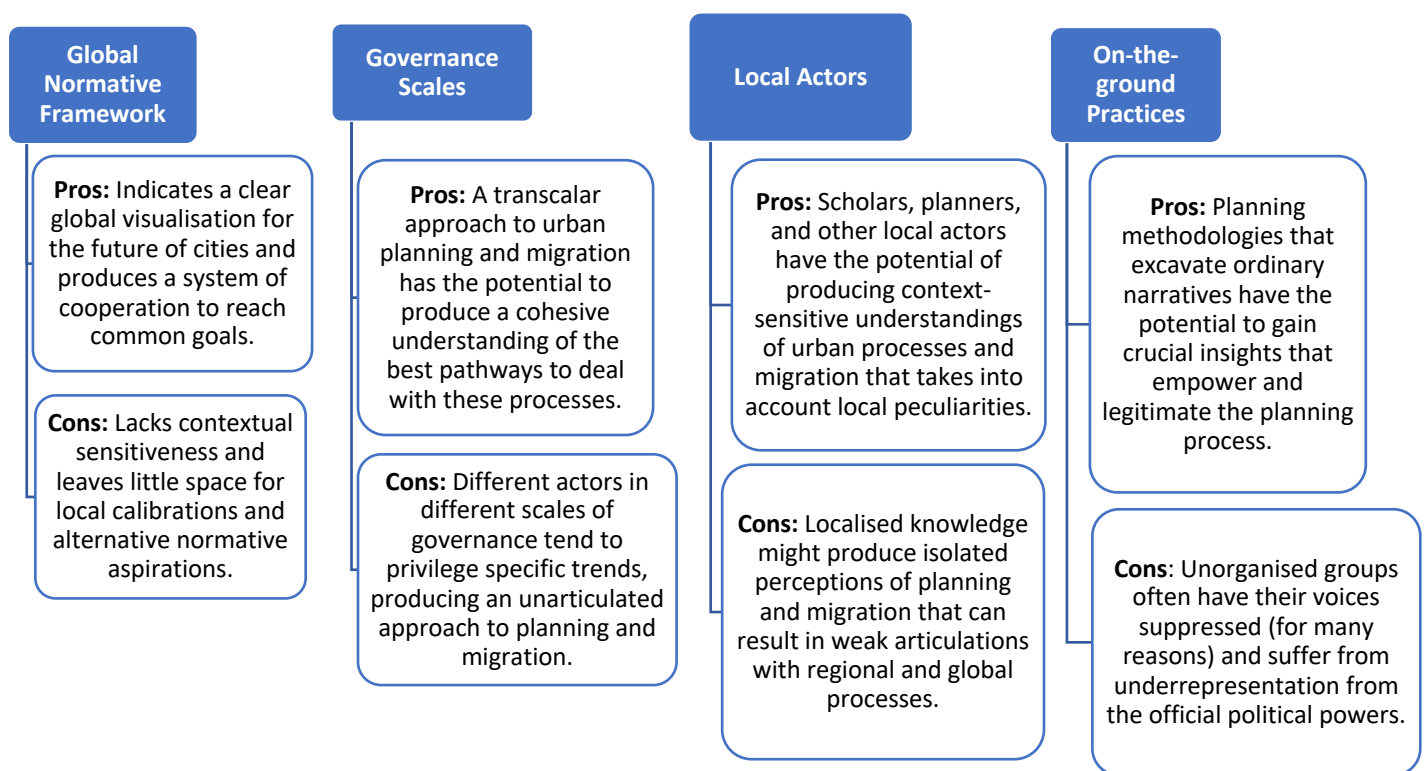 Global
Normative
Framework
Pros: Indicates a clear
global visualisation for
the future of cities and
produces a system of
cooperation to reach
common goals.
Cons: Lacks contextual
sensitiveness and
leaves little space for
local calibrations and
alternative normative
aspirations.
Governance
Scales
Pros: A transcalar
approach to urban
planning and migration
has the potential to
produce a cohesive
understanding of the
best pathways to deal
with these processes.
Cons: Different actors in
different scales of
governance tend to
privilege specific trends,
producing an unarticulated
approach to planning and
migration.
Local Actors
Pros: Scholars, planners,
and other local actors
have the potential of
producing context-
sensitive understandings
of urban processes and
migration that takes into
account local peculiarities.
Cons: Localised knowledge
might produce isolated
perceptions of planning
and migration that can
result in weak articulations
with regional and global
processes.
On-the-
ground
Practices
Pros: Planning
methodologies that
excavate ordinary
narratives have the
potential to gain
crucial insights that
empower and
legitimate the planning
process.
Cons: Unorganised groups
often have their voices
suppressed (for many
reasons) and suffer from
underrepresentation from
the official political powers.